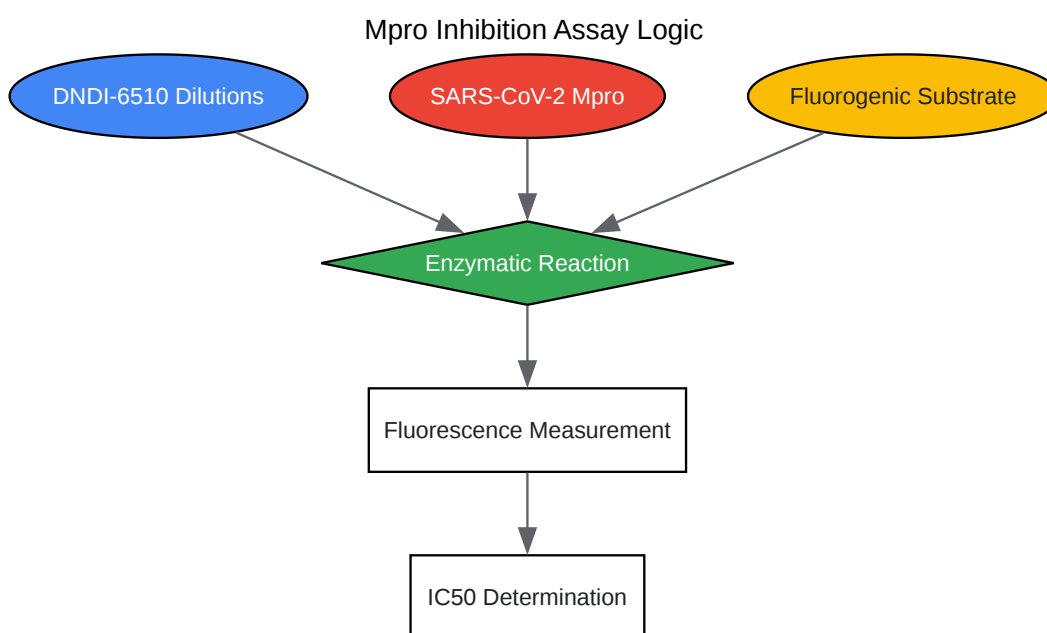 Mpro Inhibition Assay Logic
DNDI-6510 Dilutions
SARS-CoV-2 Mpro
Fluorogenic Substrate
Enzymatic Reaction
Fluorescence Measurement
IC50 Determination